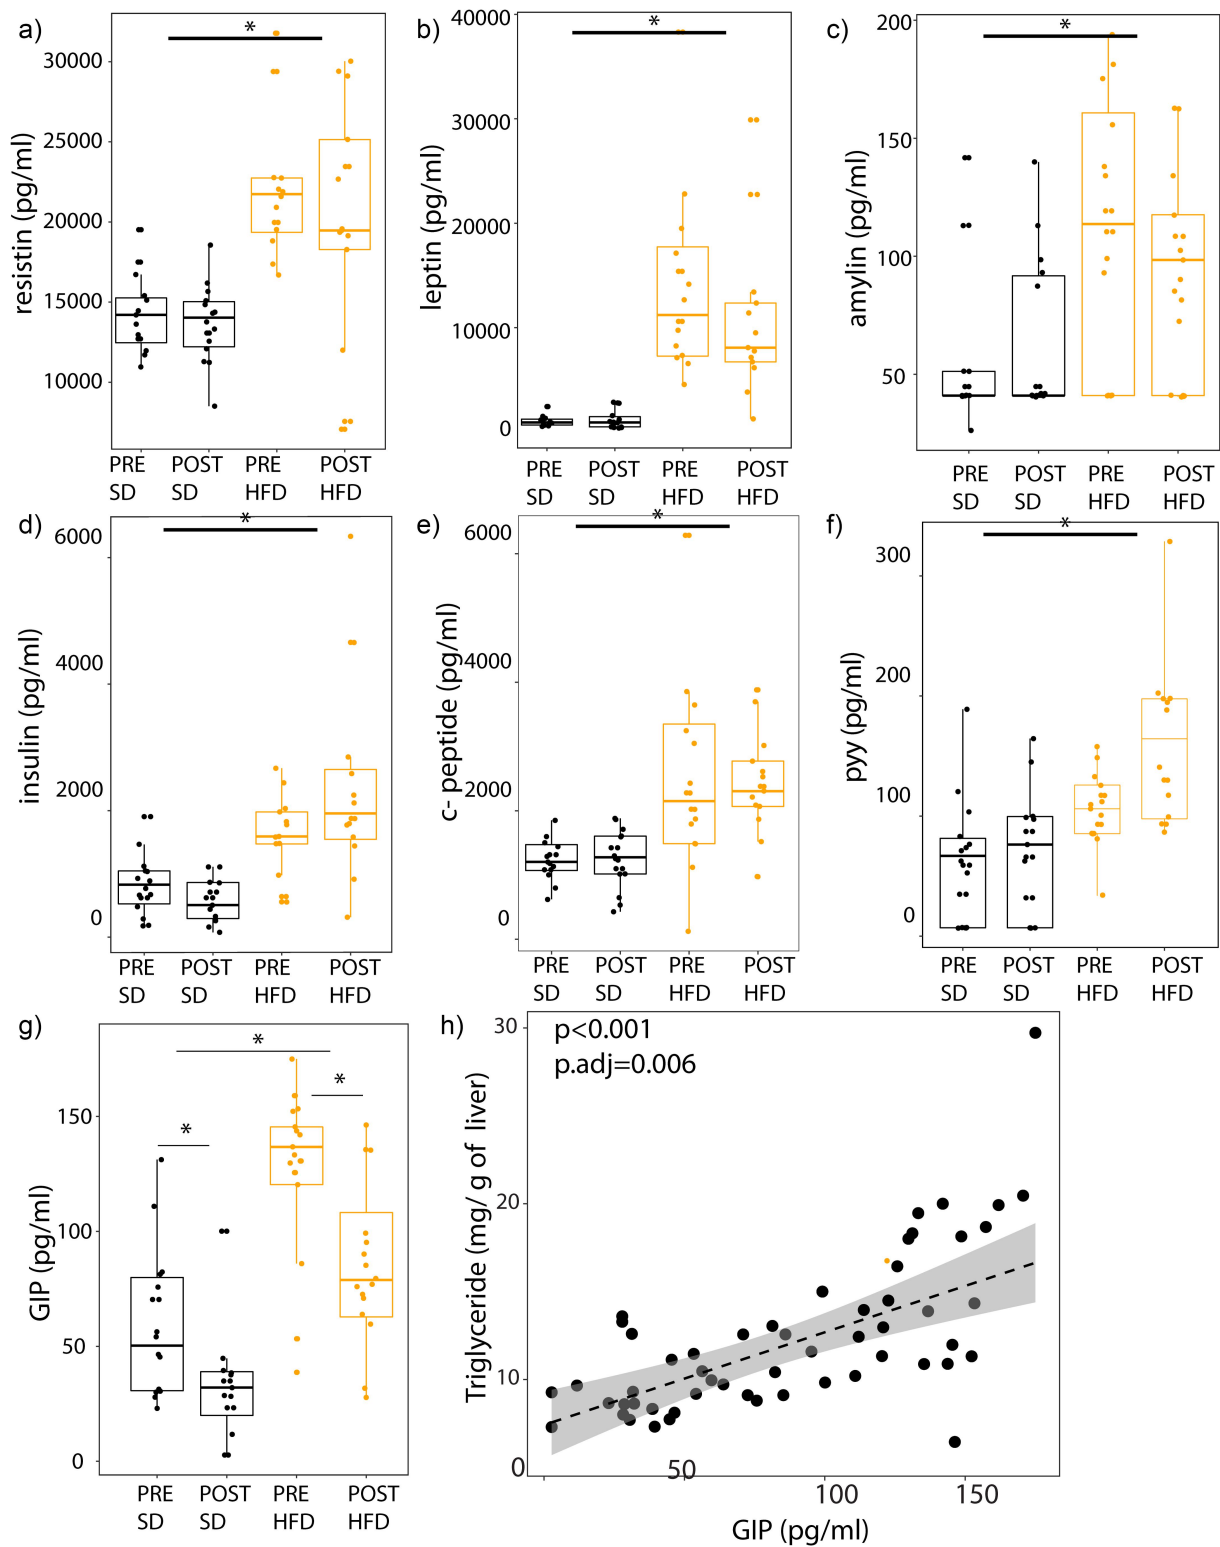 a)
resistin (pg/ml)
30000
25000
20000
15000
10000
*
PRE SD
POST SD
PRE HFD
POST HFD
b)
leptin (pg/ml)
40000
30000
20000
10000
0
*
PRE SD
POST SD
PRE HFD
POST HFD
c)
amylin (pg/ml)
200
150
100
50
*
PRE SD
POST SD
PRE HFD
POST HFD
d)
insulin (pg/ml)
6000
4000
2000
0
*
PRE SD
POST SD
PRE HFD
POST HFD
e)
c- peptide (pg/ml)
6000
4000
2000
0
*
PRE SD
POST SD
PRE HFD
POST HFD
f)
pyy (pg/ml)
300
200
100
0
*
PRE SD
POST SD
PRE HFD
POST HFD
g)
GIP (pg/ml)
150
100
50
0
*
*
*
PRE SD
POST SD
PRE HFD
POST HFD
h)
p<0.001
p.adj=0.006
Triglyceride (mg/ g of liver)
30
20
10
0
50
100
150
GIP (pg/ml)